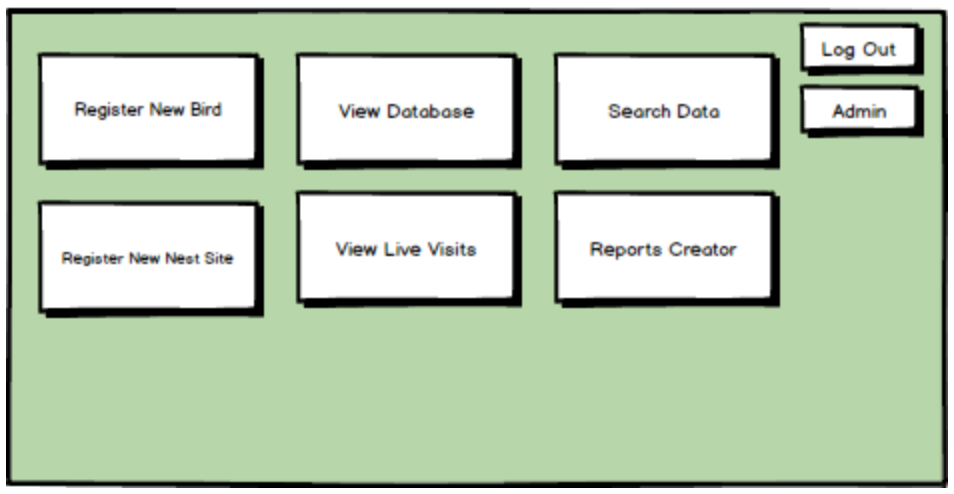 Register New Bird
View Database
Search Data
Log Out
Admin
Register New Nest Site
View Live Visits
Reports Creator